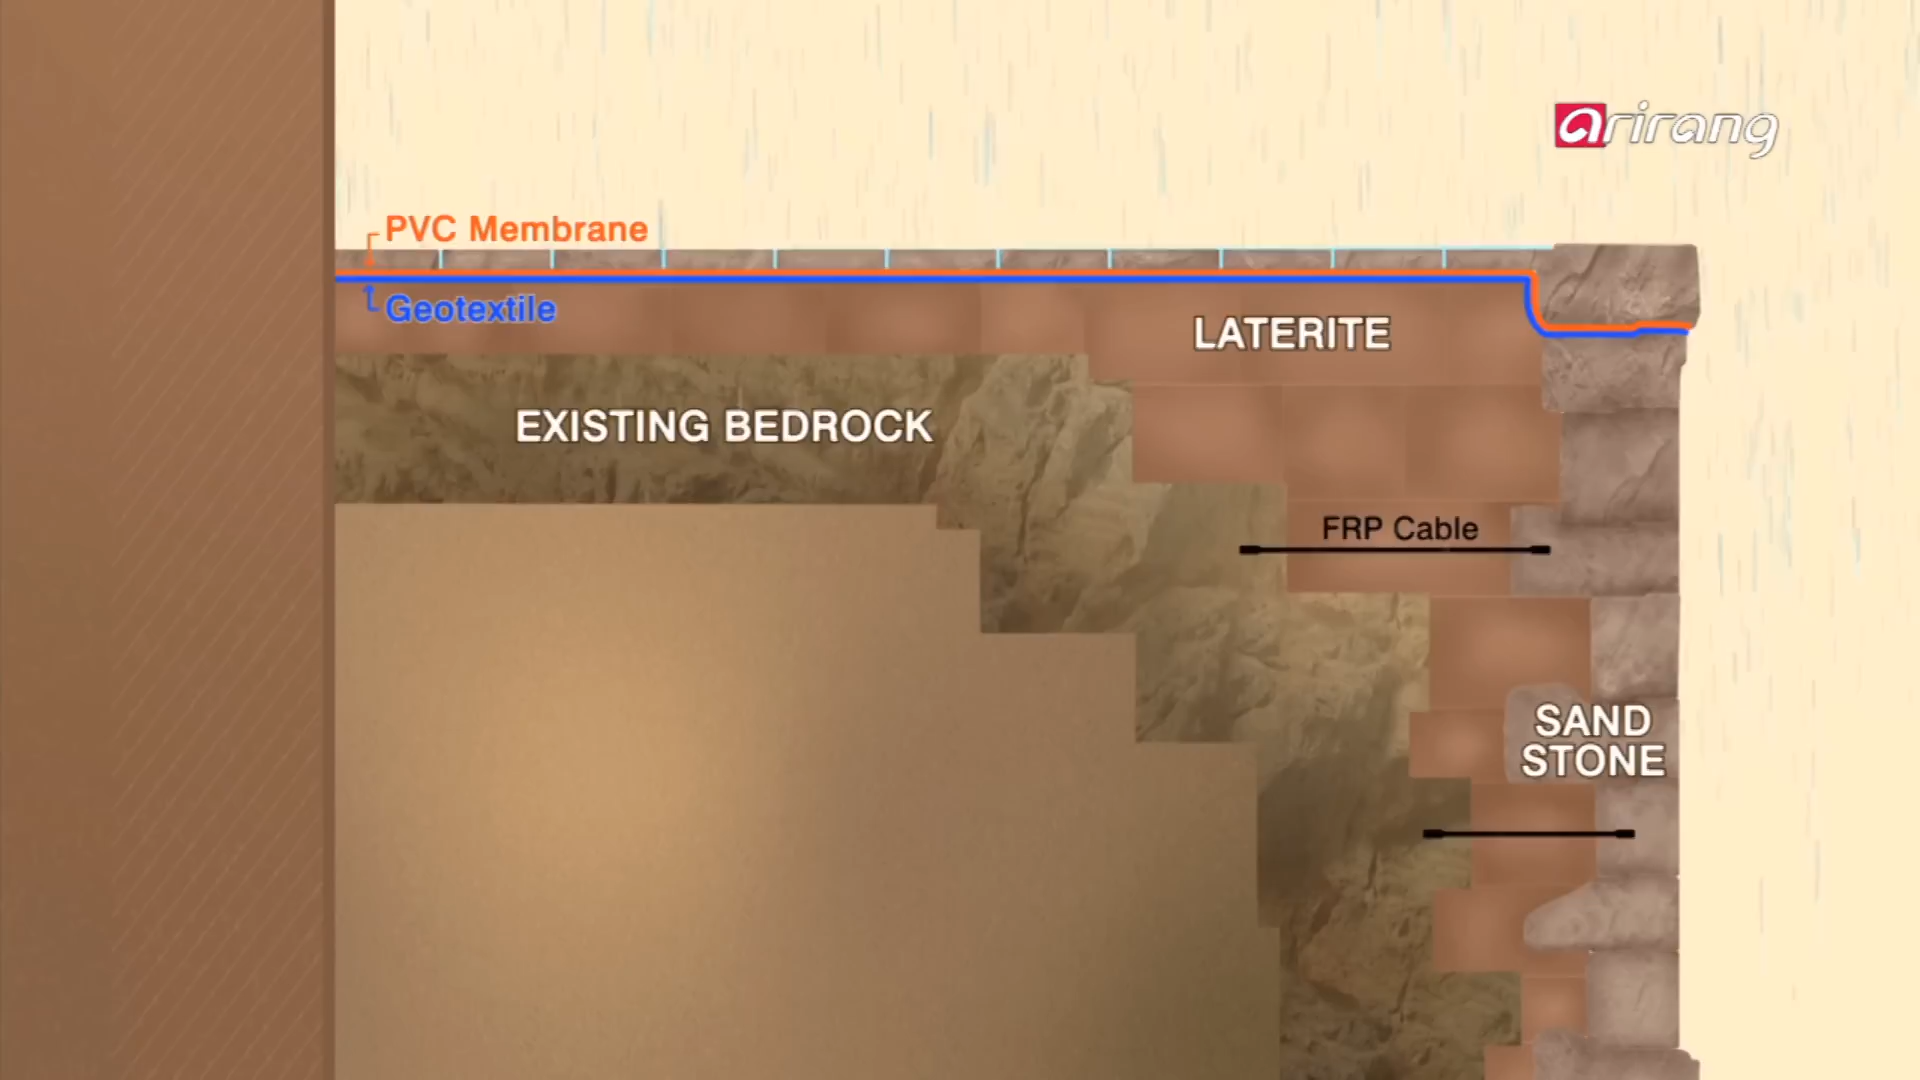 arirang
PVC Membrane
Geotextile
LATERITE
EXISTING BEDROCK
FRP Cable
SAND
STONE